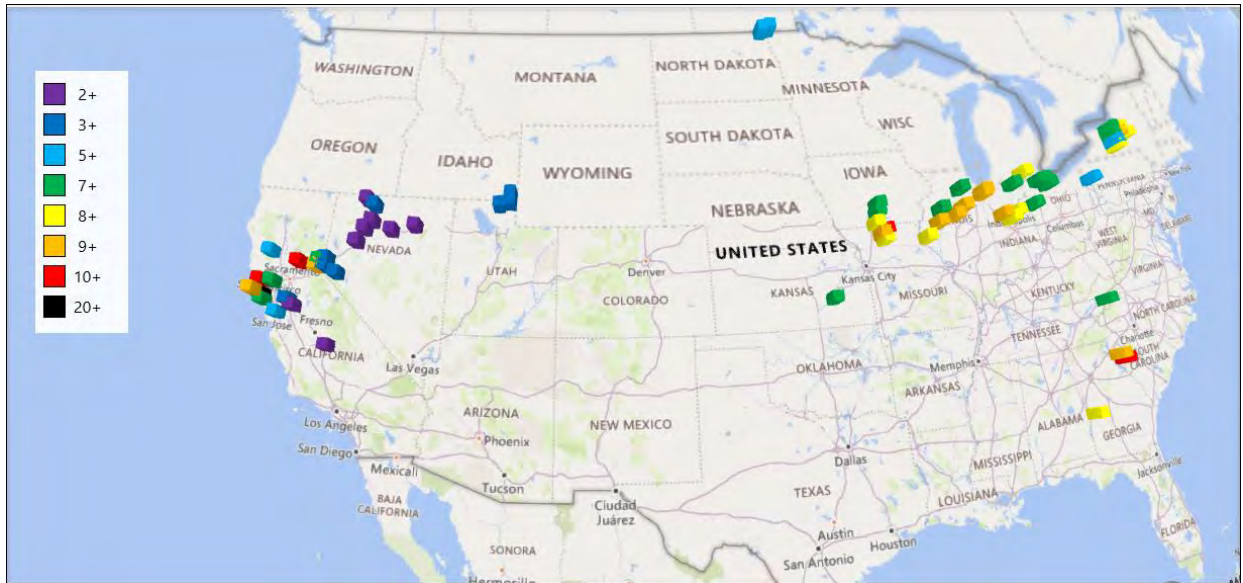 2+
3+
5+
7+
8+
9+
10+
20+
WASHINGTON
MONTANA
NORTH DAKOTA
MINNESOTA
OREGON
IDAHO
SOUTH DAKOTA
WISC
WYOMING
IOWA
NEBRASKA
PENNSYLVANIA
Philadelphia
OHIO
Columbus
MD
DELAWARE
Indianapolis
INDIANA
WEST
VIRGINIA
NEVADA
UTAH
UNITED STATES
Denver
Kansas City
Sacramento
San Jose
Fresno
CALIFORNIA
COLORADO
KANSAS
MISSOURI
KENTUCKY
VIRGINIA
NORTH CAROLINA
TENNESSEE
Charlotte
SOUTH
CAROLINA
Las Vegas
OKLAHOMA
Memphis
ARKANSAS
Los Angeles
ARIZONA
NEW MEXICO
Phoenix
ALABAMA
GEORGIA
San Diego
Mexicali
Tucson
Dallas
MISSISSIPPI
Jacksonville
BAJA
CALIFORNIA
Ciudad
Juárez
TEXAS
LOUISIANA
Austin
Houston
San Antonio
FLORIDA
SONORA
Hermosillo